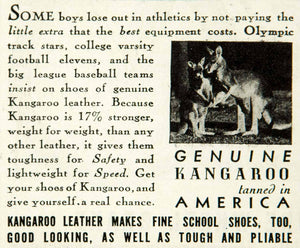 SOME boys lose out in athletics by not paying the
little extra that the best equipment costs. Olympic
track stars, college varsity
football elevens, and the
big league baseball teams
insist on shoes of genuine
Kangaroo leather. Because
Kangaroo is 17% stronger,
weight for weight, than any
other leather, it gives them
toughness for Safety and
lightweight for Speed. Get
your shoes of Kangaroo, and
give yourself a real chance.
GENUINE
KANGAROO
tanned in
AMERICA
KANGAROO LEATHER MAKES FINE SCHOOL SHOES, TOO,
GOOD LOOKING, AS WELL AS TOUGH AND PLIABLE